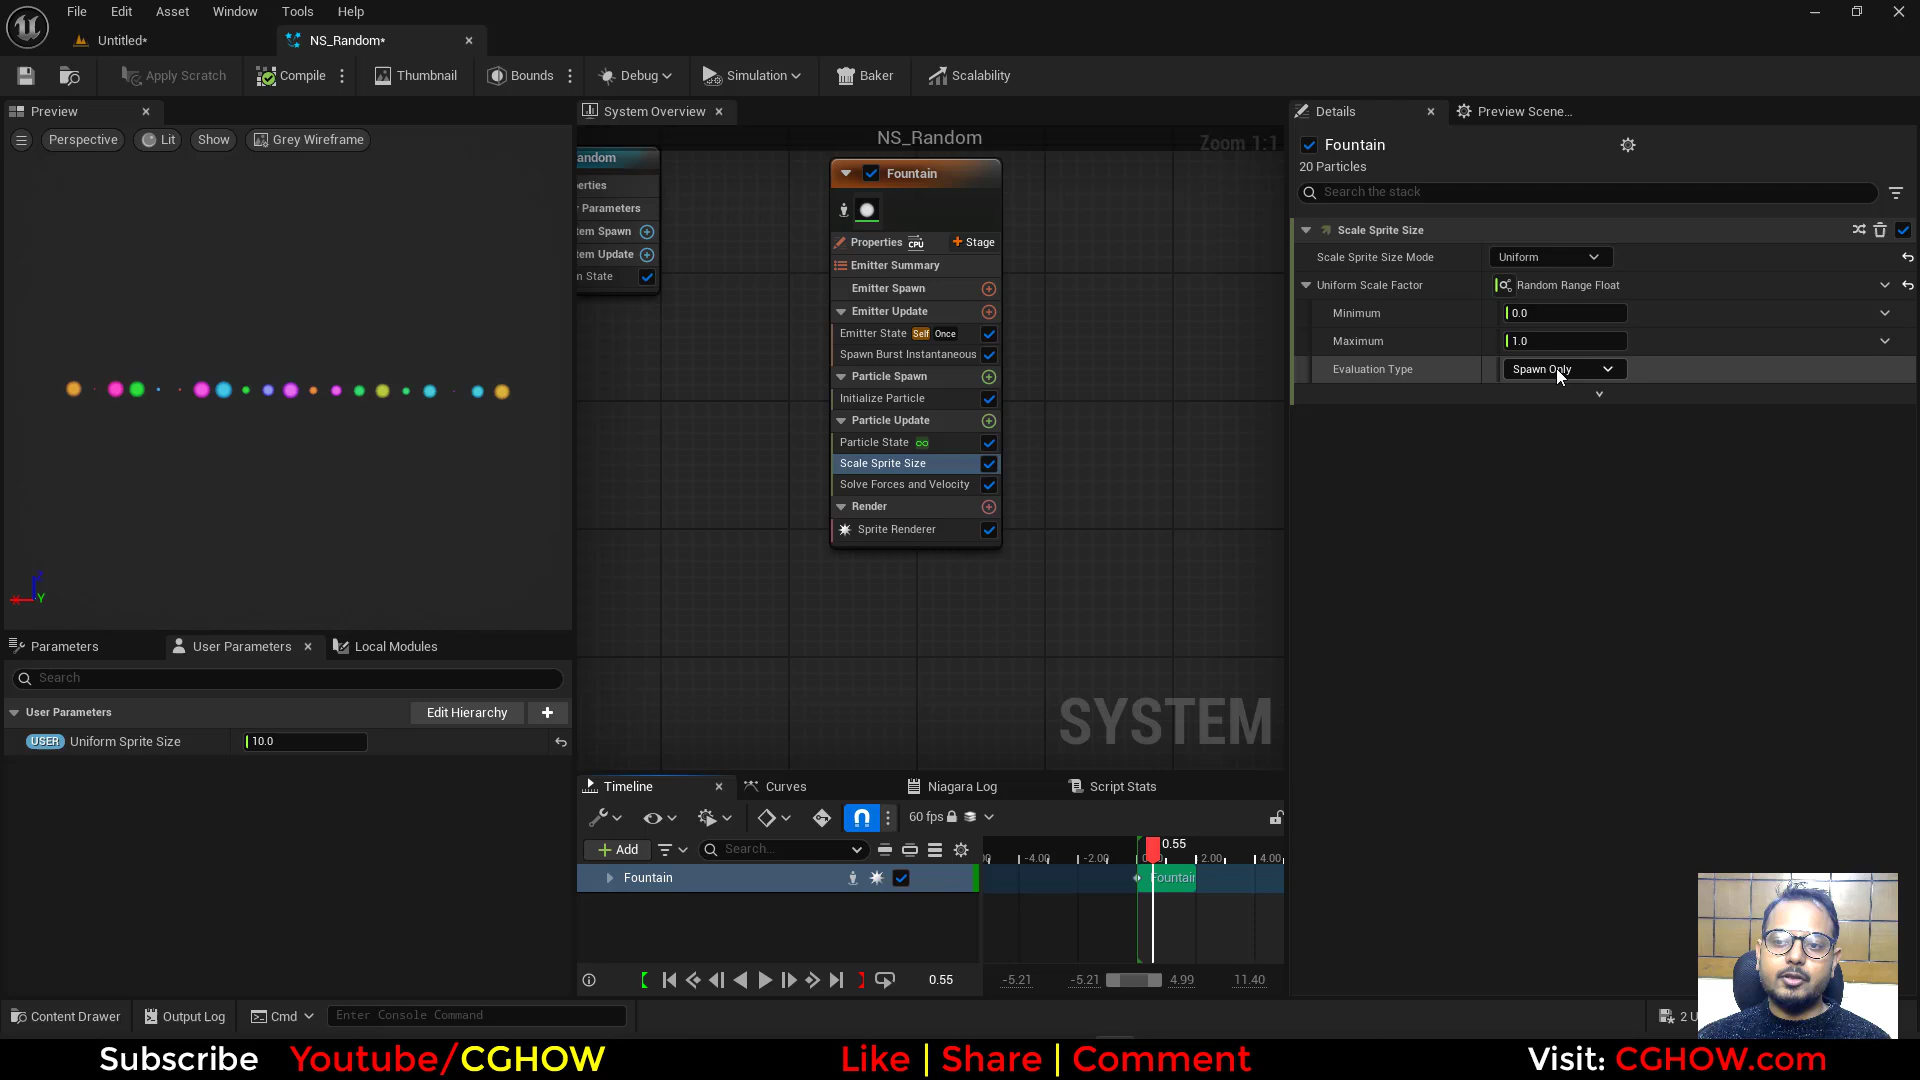 File Edit Asset Window Tools Help
Untitled* NS_Random*
Apply Scratch Compile Thumbnail Bounds Debug Simulation Baker Scalability
Preview System Overview Details Preview Scene...
Perspective Lit Show Grey Wireframe
NS_Random Zoom 1:1
andom
erties
r Parameters
tem Spawn
tem Update
n State
Fountain
Properties CPU Stage
Emitter Summary
Emitter Spawn
Emitter Update
Emitter State Self Once
Spawn Burst Instantaneous
Particle Spawn
Initialize Particle
Particle Update
Particle State
Scale Sprite Size
Solve Forces and Velocity
Render
Sprite Renderer
SYSTEM
Fountain
20 Particles
Search the stack
Scale Sprite Size
Scale Sprite Size Mode Uniform
Uniform Scale Factor Random Range Float
Minimum 0.0
Maximum 1.0
Evaluation Type Spawn Only
Y
Parameters User Parameters Local Modules
Search
User Parameters Edit Hierarchy
USER Uniform Sprite Size 10.0
Timeline Curves Niagara Log Script Stats
60 fps
Add Search... 0.55
-4.00 -2.00 2.00 4.00
Fountain Fountain
0.55 -5.21 -5.21 4.99 11.40
Content Drawer Output Log Cmd Enter Console Command 2 U
Subscribe Youtube/CGHOW Like | Share | Comment Visit: CGHOW.com